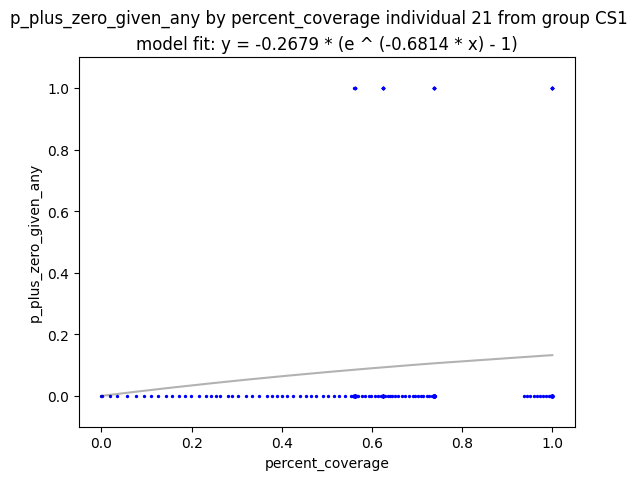 p_plus_zero_given_any by percent_coverage individual 21 from group CS1
model fit: y = -0.2679 * (e ^ (-0.6814 * x) - 1)
1.0
0.8
0.6
0.4
0.2
0.0
p_plus_zero_given_any
0.0 0.2 0.4 0.6 0.8 1.0
percent_coverage